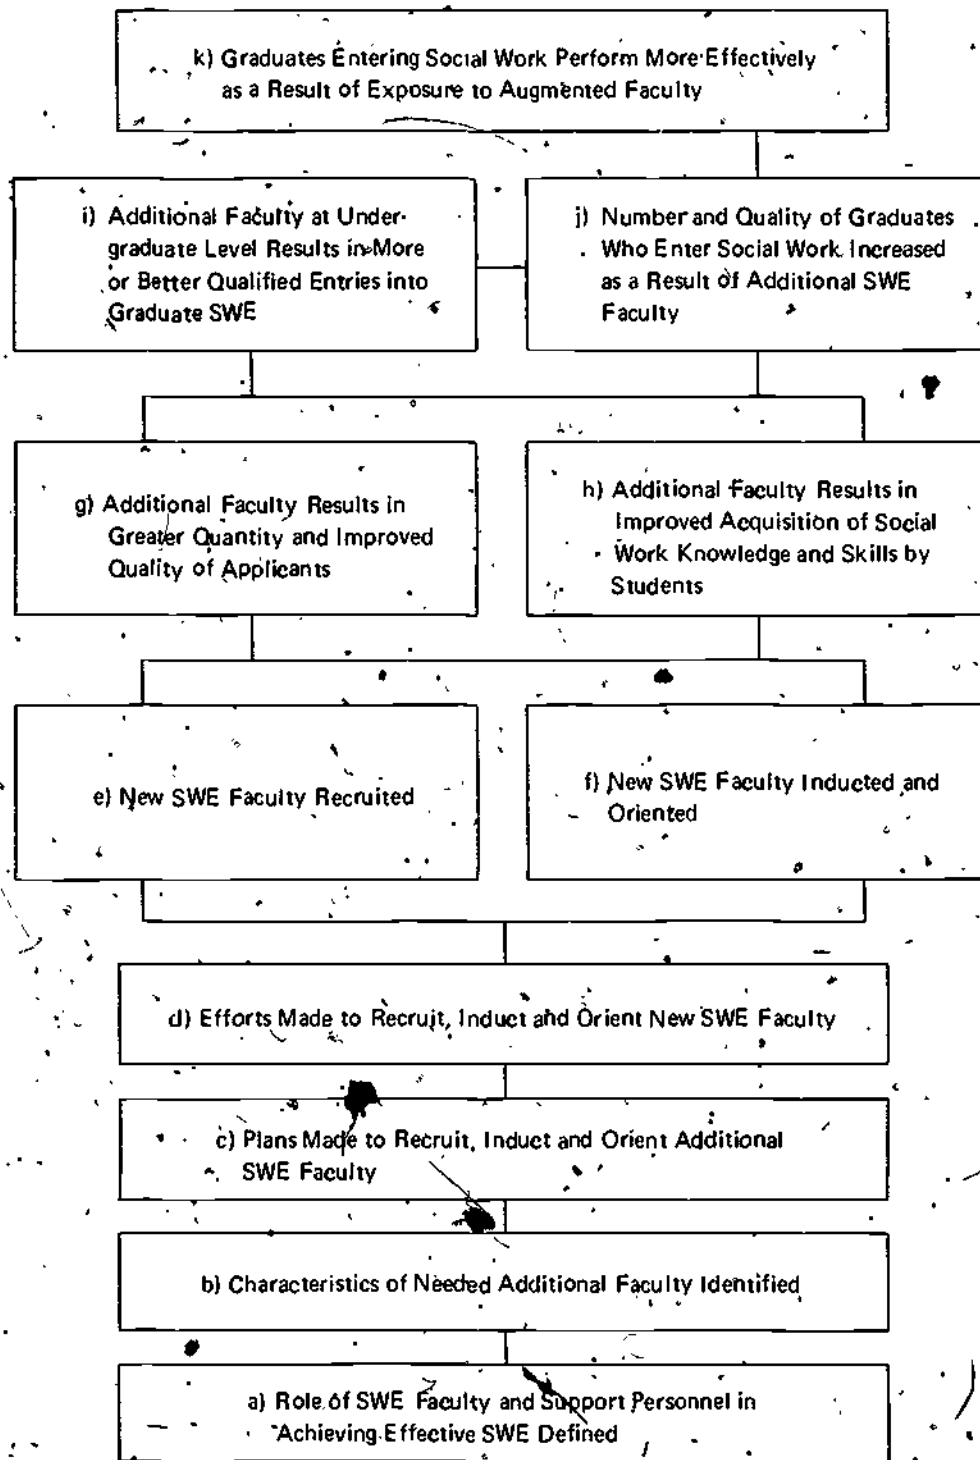 k) Graduates Entering Social Work Perform More Effectively
as a Result of Exposure to Augmented Faculty
i) Additional Faculty at Under-
graduate Level Results in More
or Better Qualified Entries into
Graduate SWE
j) Number and Quality of Graduates
Who Enter Social Work Increased
as a Result of Additional SWE
Faculty
g) Additional Faculty Results in
Greater Quantity and Improved
Quality of Applicants
h) Additional Faculty Results in
Improved Acquisition of Social
Work Knowledge and Skills by
Students
e) New SWE Faculty Recruited
f) New SWE Faculty Inducted and
Oriented
d) Efforts Made to Recruit, Induct and Orient New SWE Faculty
c) Plans Made to Recruit, Induct and Orient Additional
SWE Faculty
b) Characteristics of Needed Additional Faculty Identified
a) Role of SWE Faculty and Support Personnel in
Achieving Effective SWE Defined